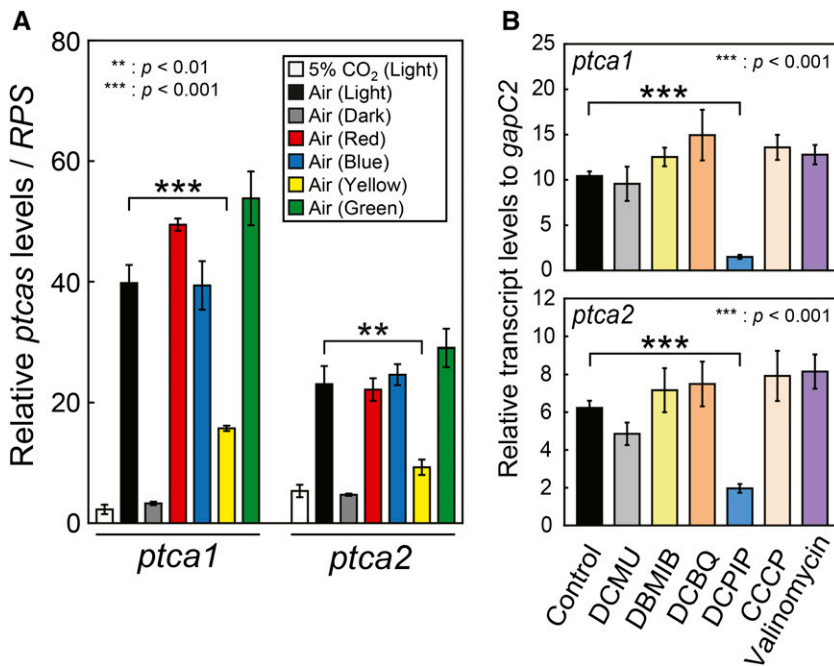 A
Relative ptcas levels / RPS
80
60
40
20
0
** : p < 0.01
*** : p < 0.001
5% CO₂ (Light)
Air (Light)
Air (Dark)
Air (Red)
Air (Blue)
Air (Yellow)
Air (Green)
***
**
ptca1
ptca2
B
Relative transcript levels to gapC2
ptca1
*** : p < 0.001
25
20
15
10
5
0
***
ptca2
*** : p < 0.001
12
10
8
6
4
2
0
***
Control
DCMU
DBMIB
DCBQ
DCPIP
CCCP
Valinomycin